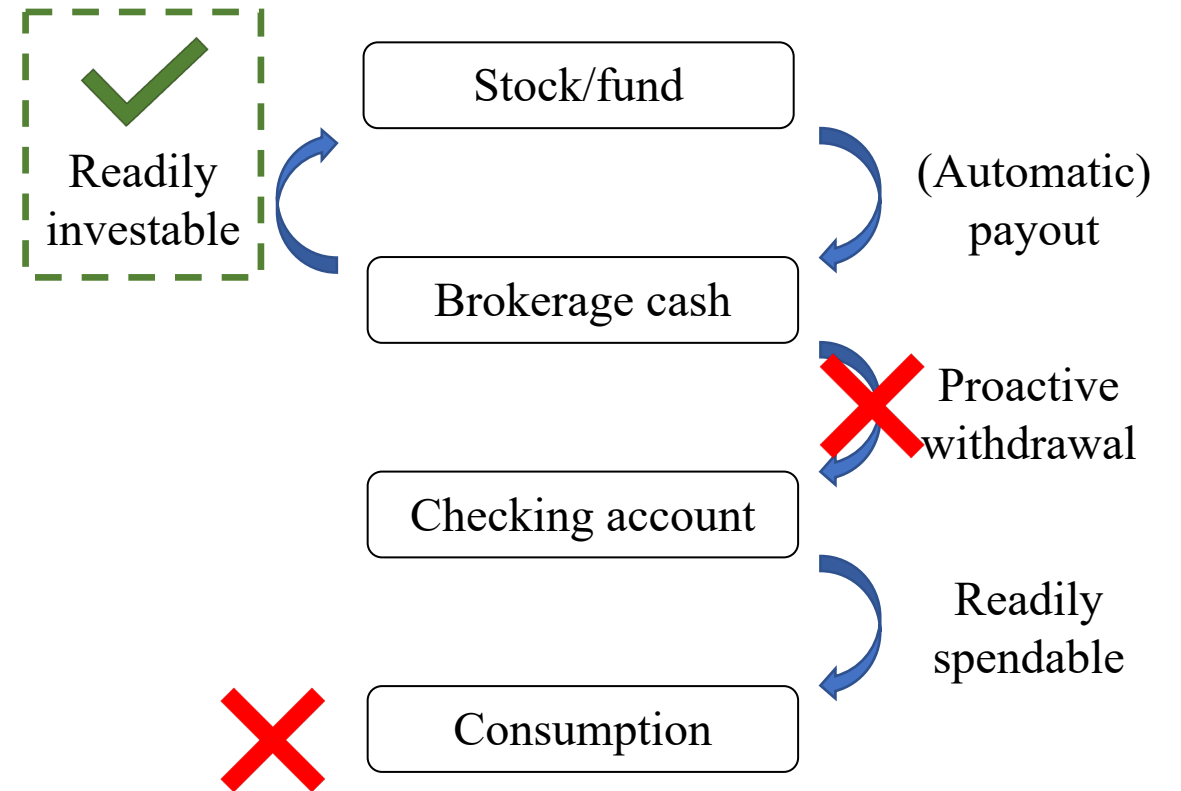 Stock/fund
Readily
investable
(Automatic)
payout
Brokerage cash
Proactive
withdrawal
Checking account
Readily
spendable
Consumption